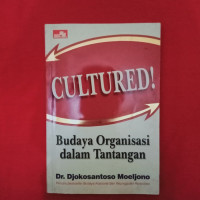 CULTURED!
Budaya Organisasi
dalam Tantangan
Dr. Djokosantoso Moeljono